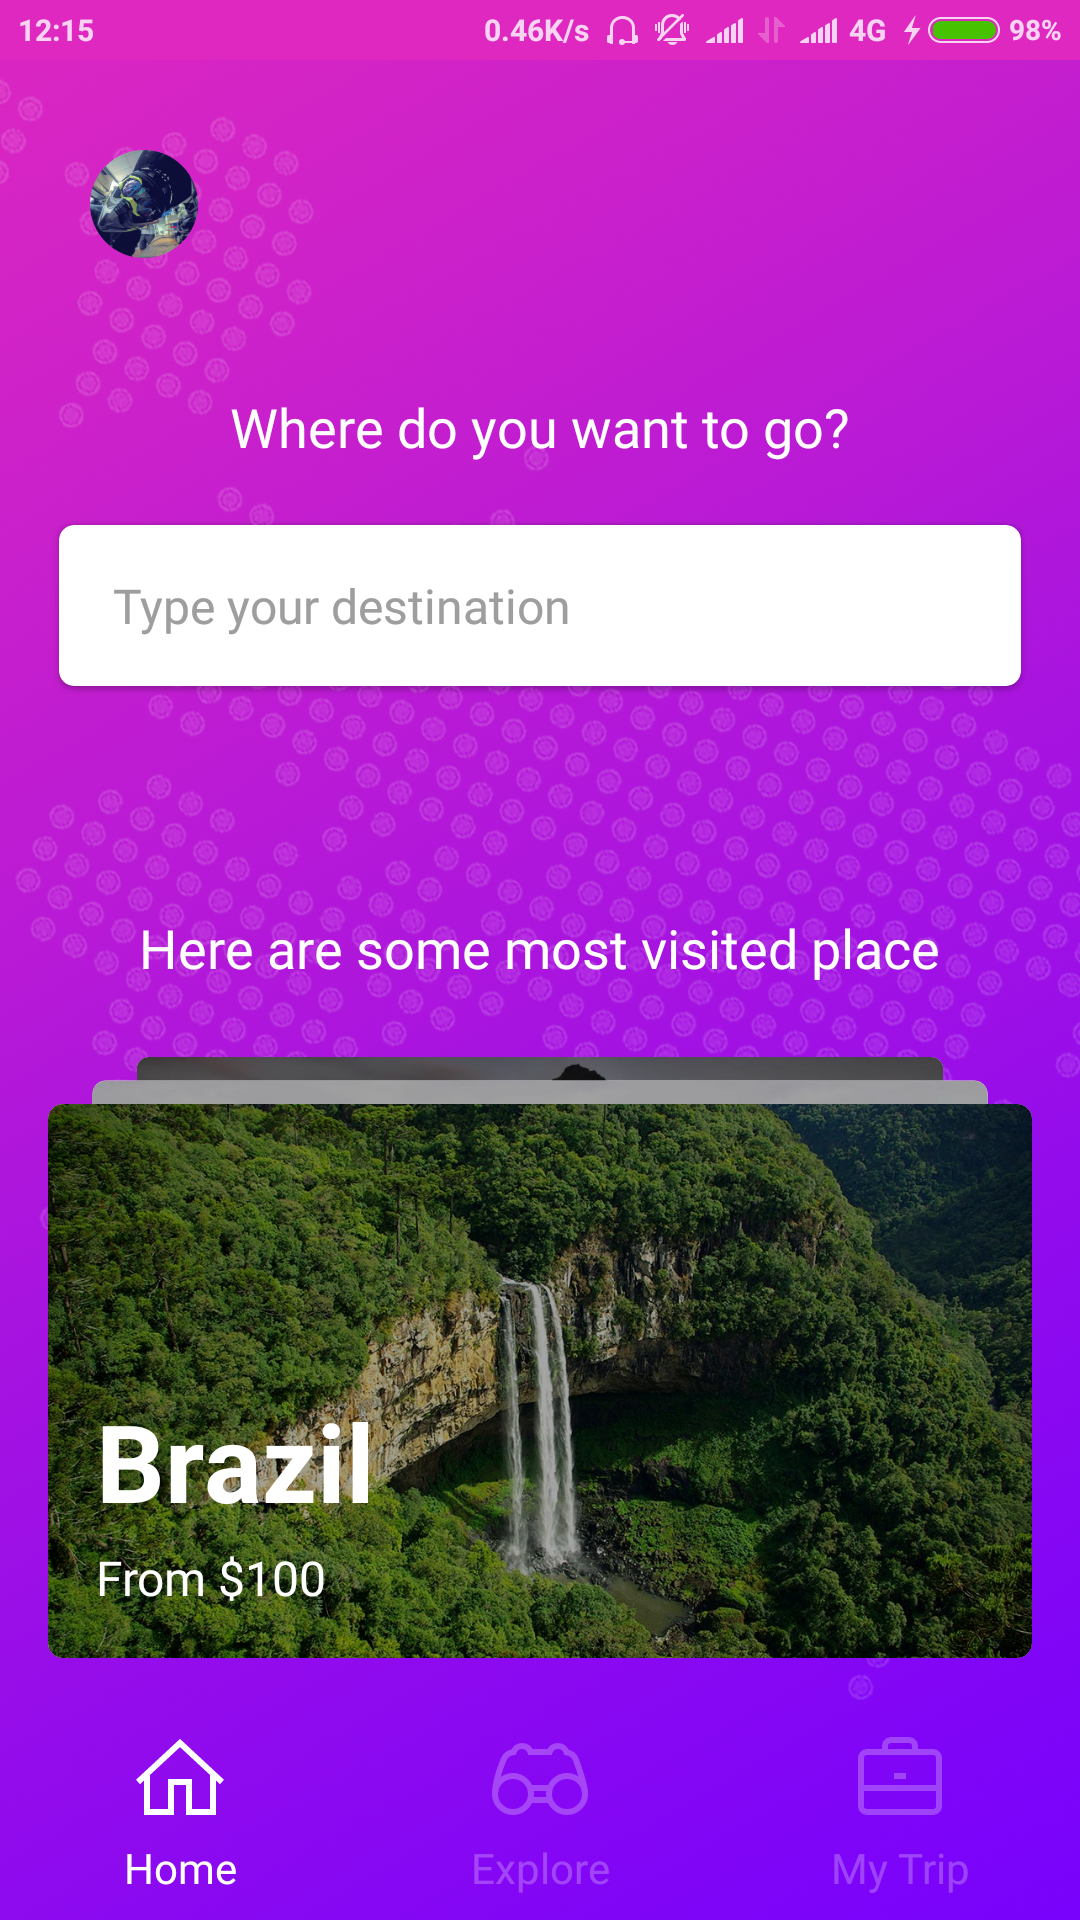 12:15 0.46K/s 4G 98%
Where do you want to go?
Type your destination
Here are some most visited place
Brazil
From $100
Home Explore My Trip